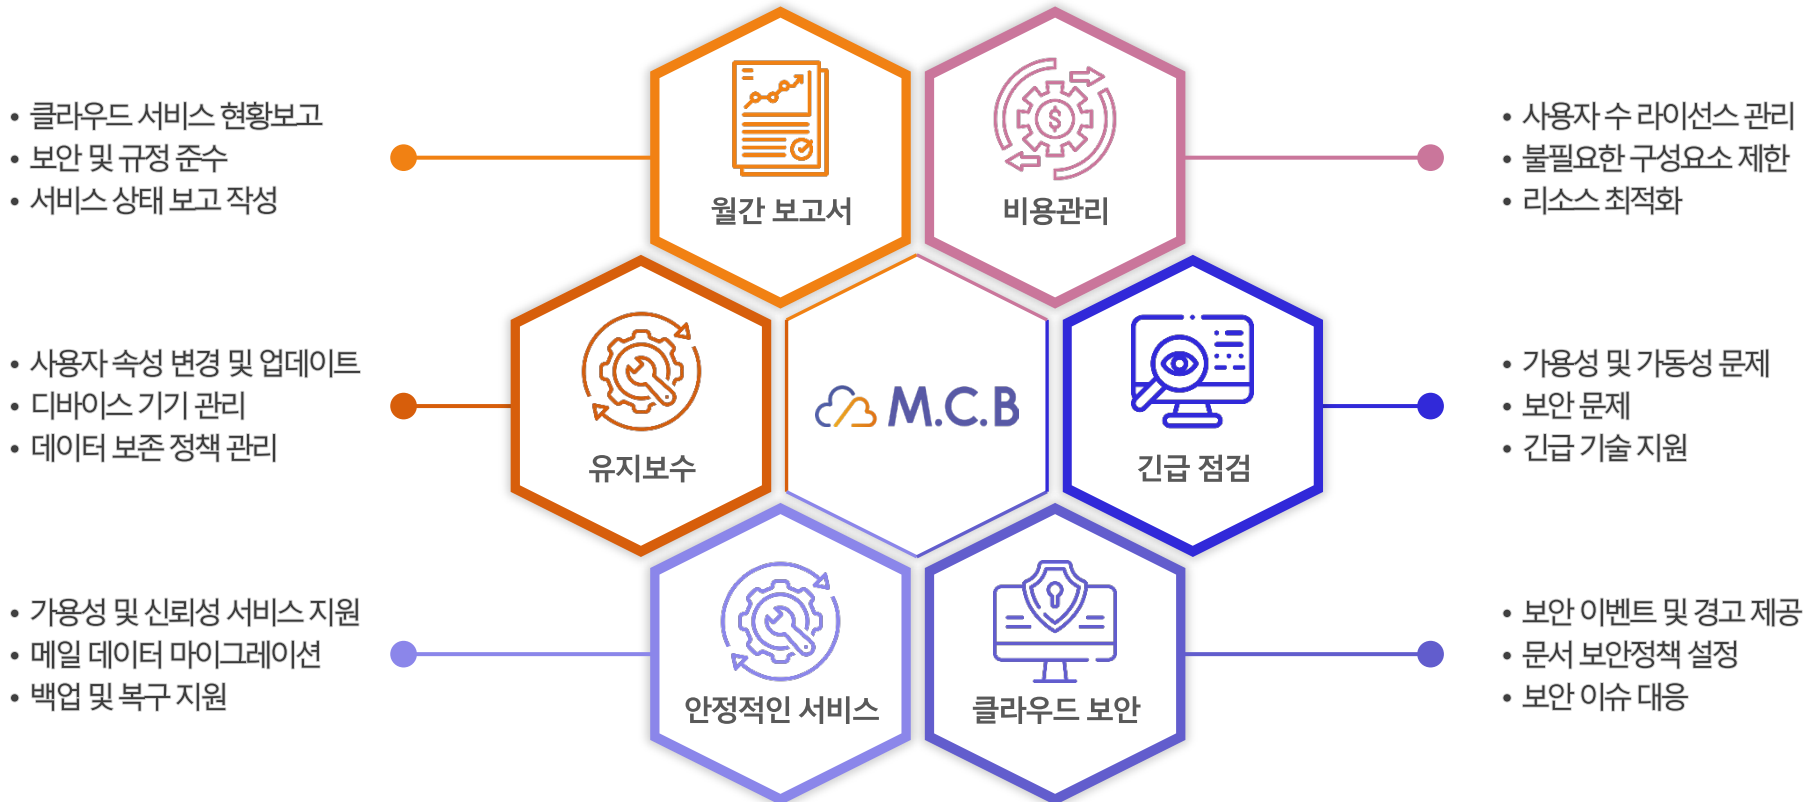 • 클라우드 서비스 현황보고
• 보안 및 규정 준수
• 서비스 상태 보고 작성
월간 보고서
비용관리
• 사용자 수 라이선스 관리
• 불필요한 구성요소 제한
• 리소스 최적화
• 사용자 속성 변경 및 업데이트
• 디바이스 기기 관리
• 데이터 보존 정책 관리
유지보수
M.C.B
긴급 점검
• 가용성 및 가동성 문제
• 보안 문제
• 긴급 기술 지원
• 가용성 및 신뢰성 서비스 지원
• 메일 데이터 마이그레이션
• 백업 및 복구 지원
안정적인 서비스
클라우드 보안
• 보안 이벤트 및 경고 제공
• 문서 보안정책 설정
• 보안 이슈 대응